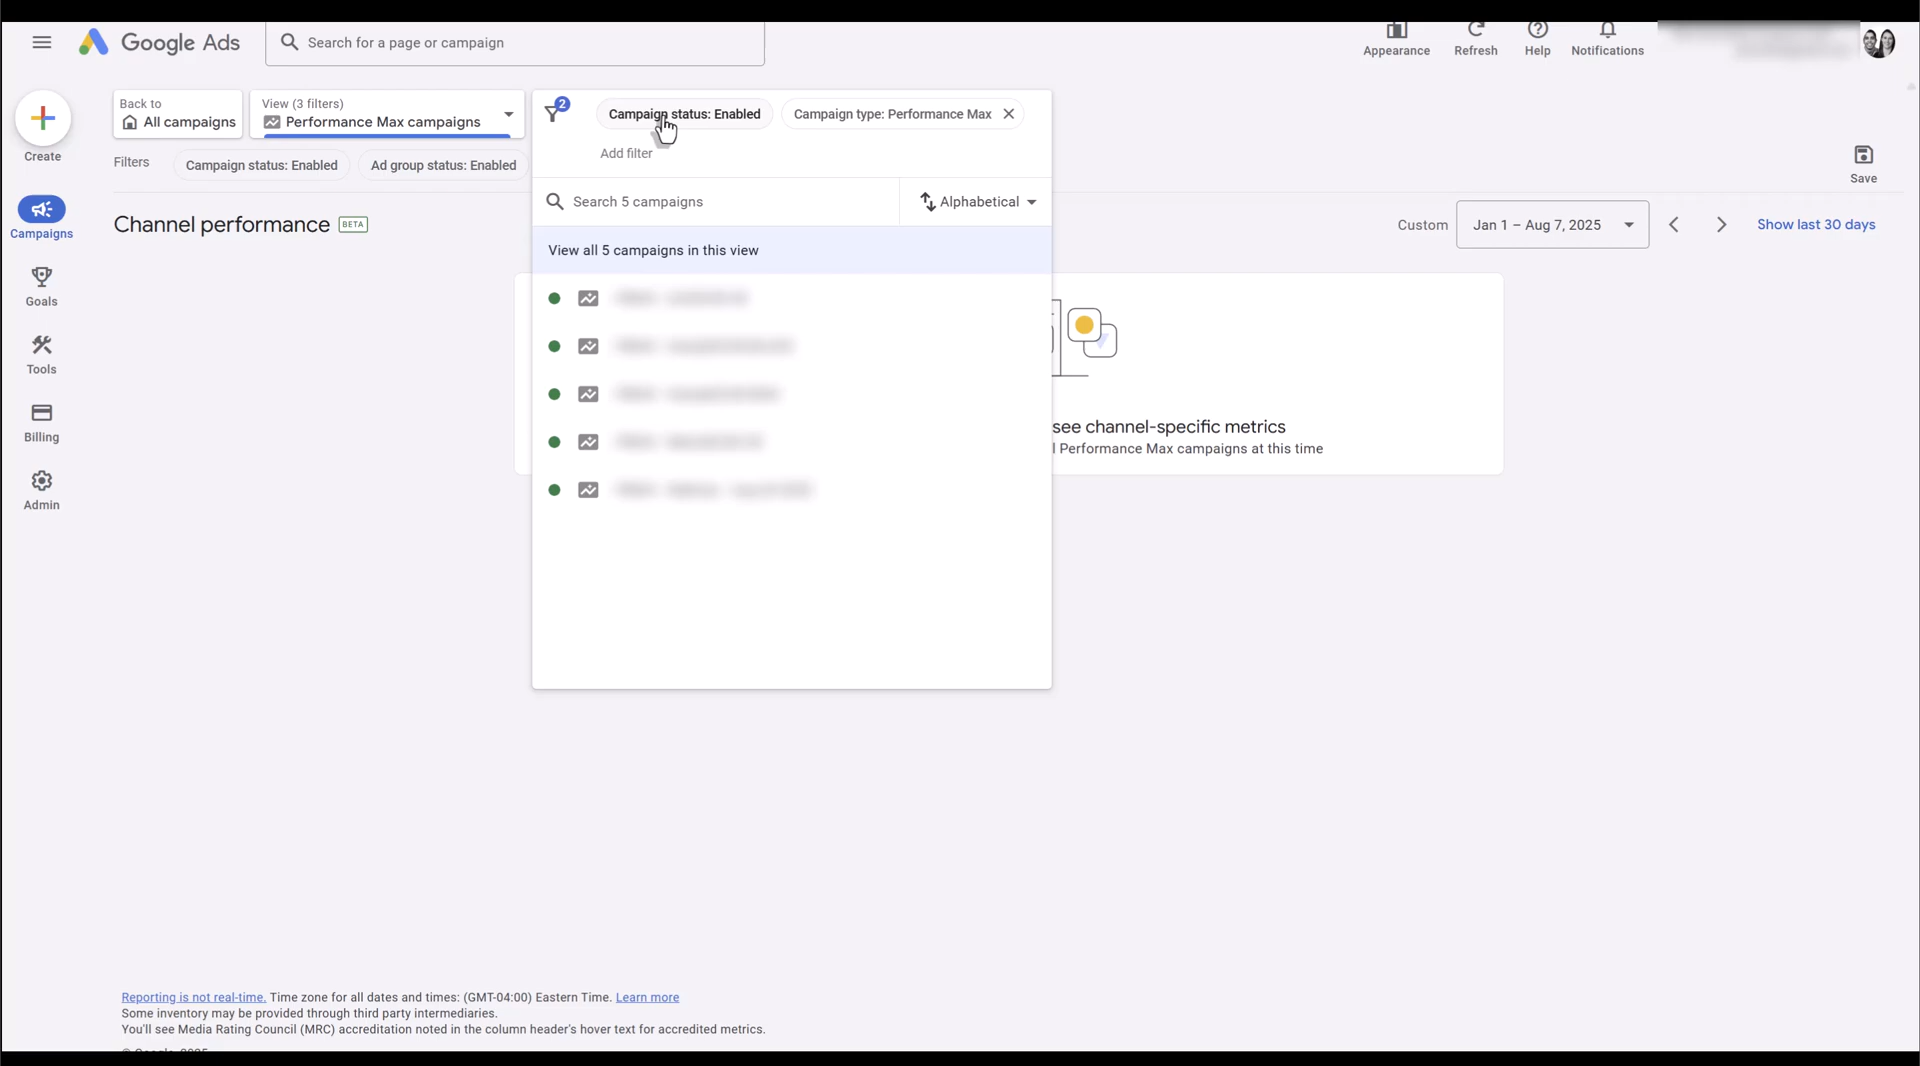 Google Ads
Search for a page or campaign
Appearance
Refresh
Help
Notifications
Create
Campaigns
Goals
Tools
Billing
Admin
Back to
All campaigns
View (3 filters)
Performance Max campaigns
Filters
Campaign status: Enabled
Ad group status: Enabled
2
Campaign status: Enabled
Campaign type: Performance Max
Add filter
Save
Search 5 campaigns
Alphabetical
View all 5 campaigns in this view
Channel performance BETA
Custom
Jan 1 – Aug 7, 2025
Show last 30 days
see channel-specific metrics
Performance Max campaigns at this time
Reporting is not real-time. Time zone for all dates and times: (GMT-04:00) Eastern Time. Learn more
Some inventory may be provided through third party intermediaries.
You'll see Media Rating Council (MRC) accreditation noted in the column header's hover text for accredited metrics.
© Google, 2025